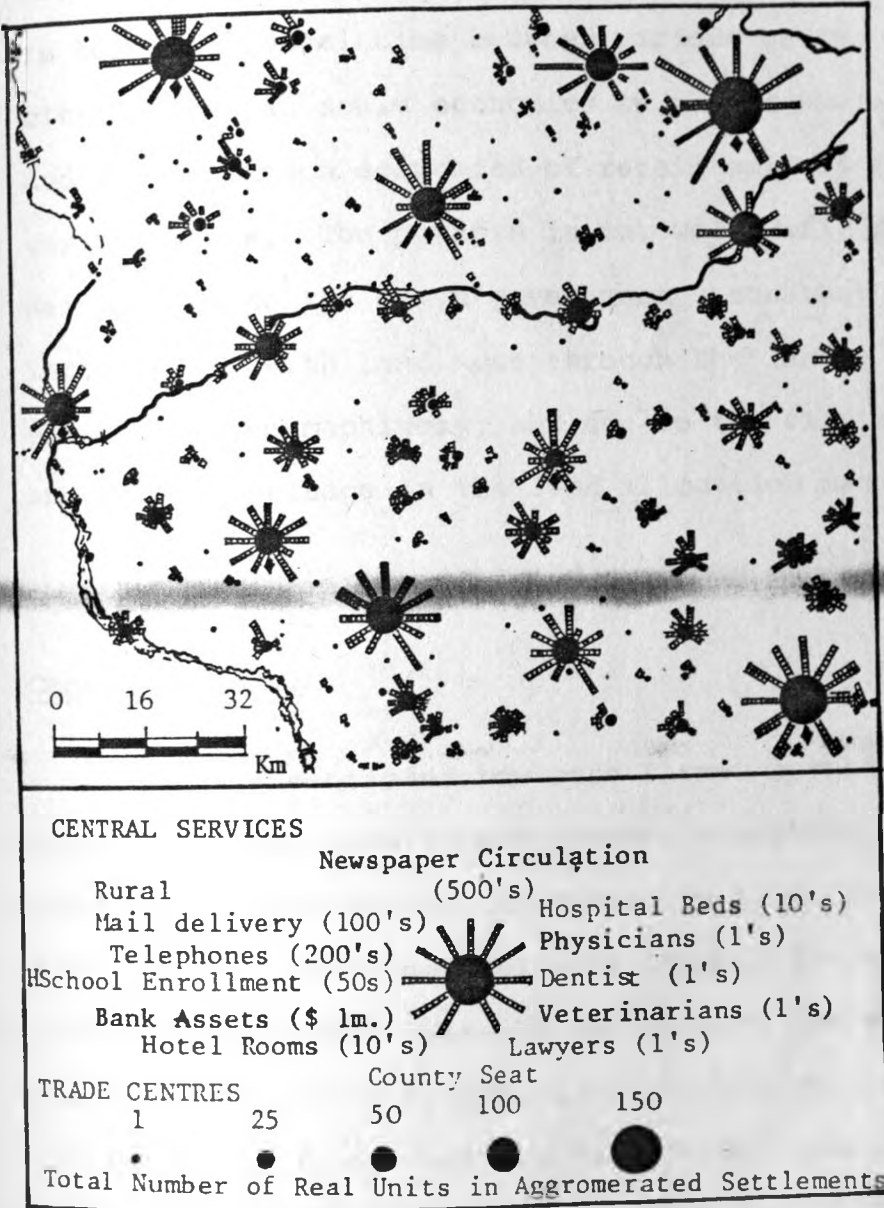 0 16 32
Km
CENTRAL SERVICES
Newspaper Circulation
(500's)
Rural
Mail delivery (100's)
Telephones (200's)
HSchool Enrollment (50s)
Bank Assets ($ 1m.)
Hotel Rooms (10's)
Hospital Beds (10's)
Physicians (1's)
Dentist (1's)
Veterinarians (1's)
Lawyers (1's)
County Seat
TRADE CENTRES
1 25 50 100 150
Total Number of Real Units in Aggromerated Settlements